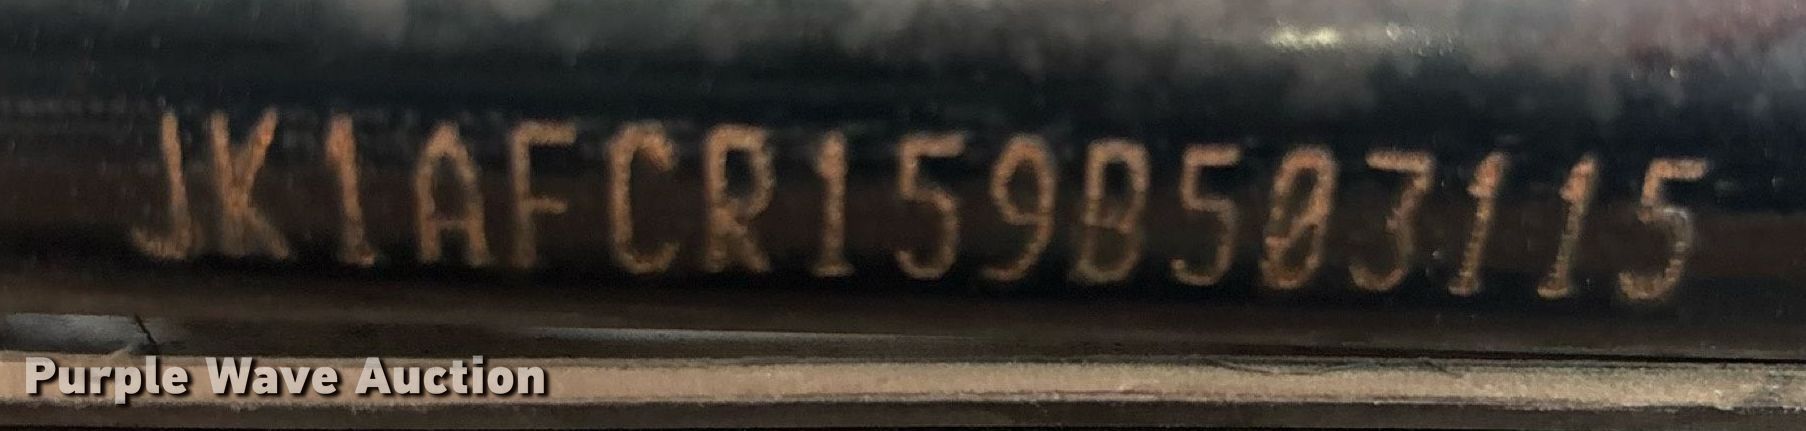 JK1AFCR159B503115
Purple Wave Auction